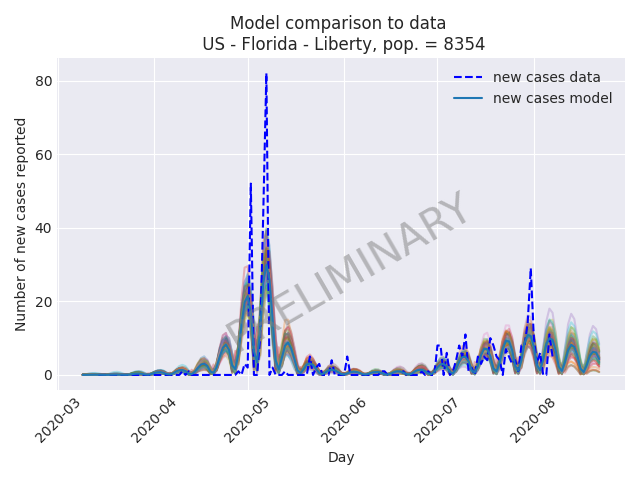 Model comparison to data
US - Florida - Liberty, pop. = 8354
new cases data
new cases model
PRELIMINARY
Number of new cases reported
80
60
40
20
0
2020-03
2020-04
2020-05
2020-06
2020-07
2020-08
Day